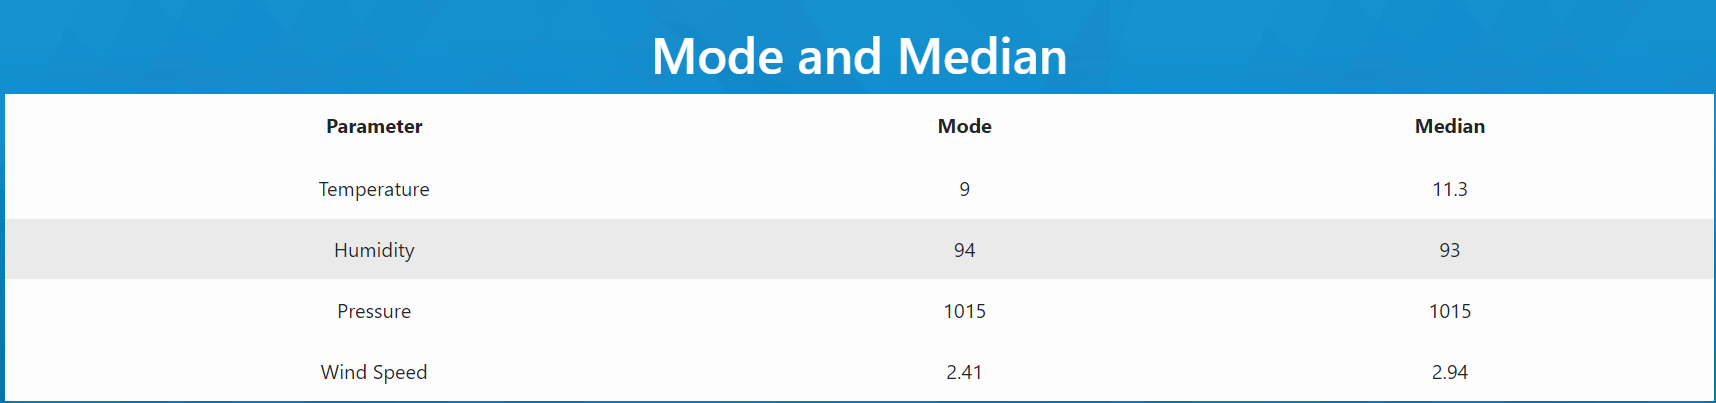 Mode and Median
Parameter Mode Median
Temperature 9 11.3
Humidity 94 93
Pressure 1015 1015
Wind Speed 2.41 2.94